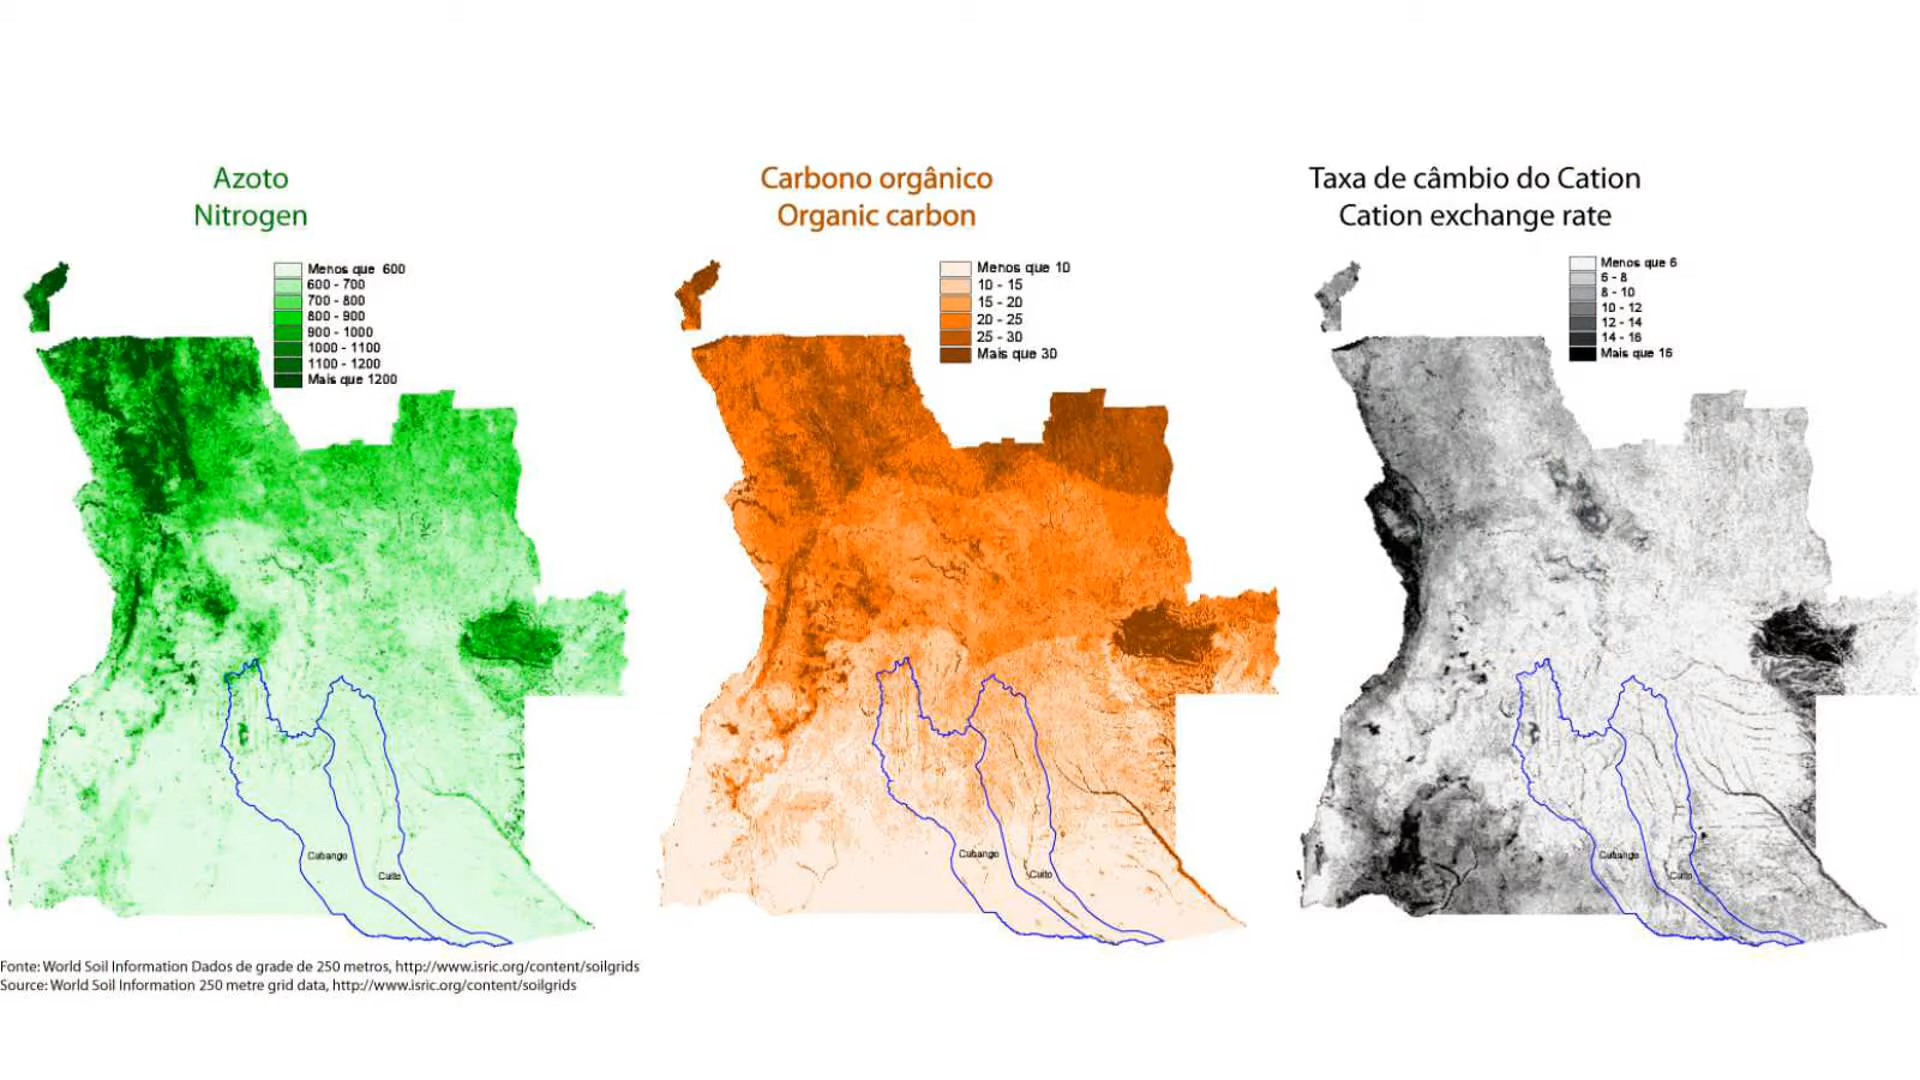 Azoto
Nitrogen
Menos que 600
600 - 700
700 - 800
800 - 900
900 - 1000
1000 - 1100
1100 - 1200
Mais que 1200
Cubango
Cuito
Carbono orgânico
Organic carbon
Menos que 10
10 - 15
15 - 20
20 - 25
25 - 30
Mais que 30
Cubango
Cuito
Taxa de câmbio do Cation
Cation exchange rate
Menos que 6
6 - 8
8 - 10
10 - 12
12 - 14
14 - 16
Mais que 16
Cubango
Cuito
Fonte: World Soil Information Dados de grade de 250 metros, http://www.isric.org/content/soilgrids
Source: World Soil Information 250 metre grid data, http://www.isric.org/content/soilgrids